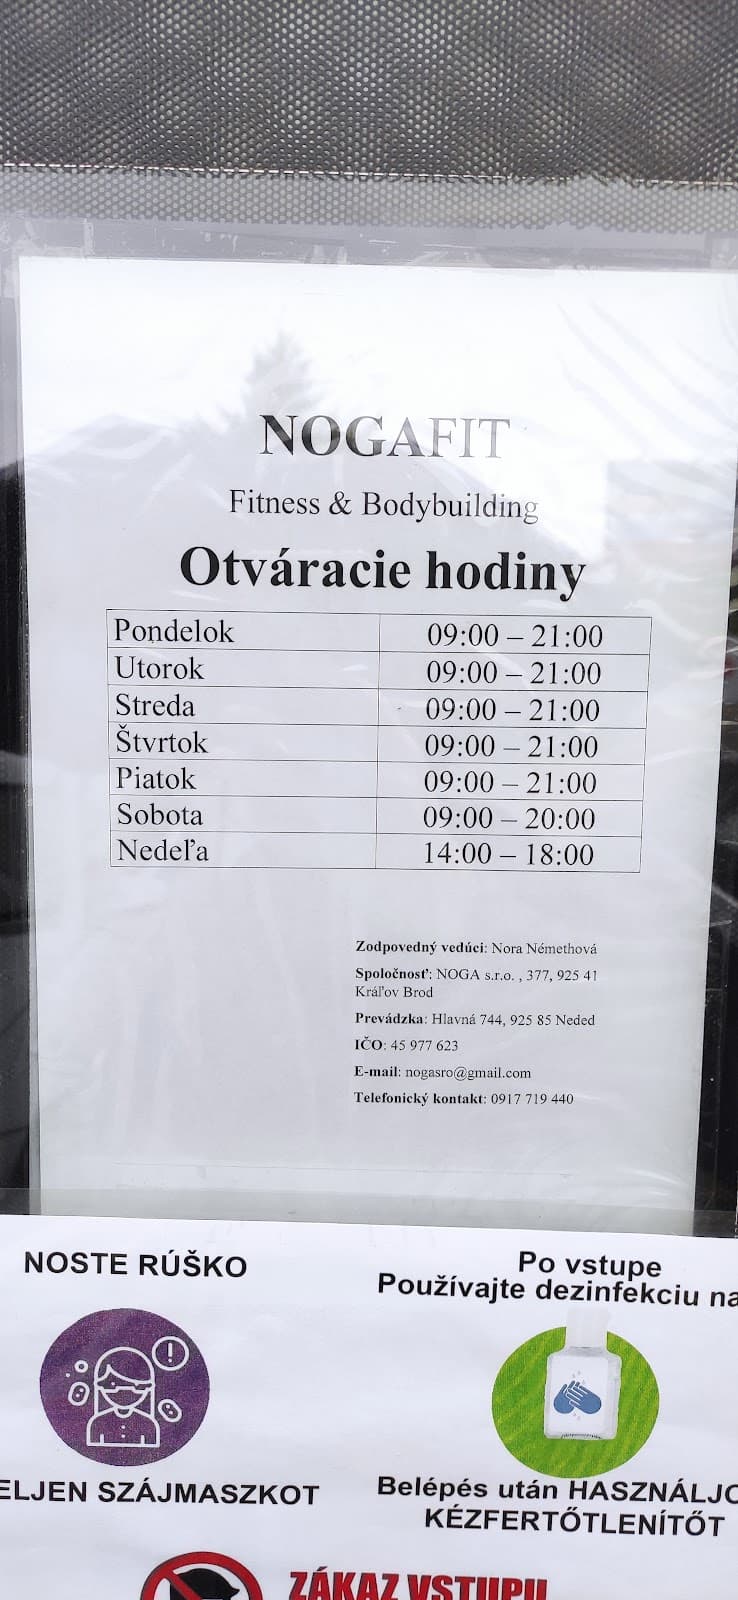 NOGAFIT
Fitness & Bodybuilding
Otváracie hodiny
Pondelok 09:00 – 21:00
Utorok 09:00 – 21:00
Streda 09:00 – 21:00
Štvrtok 09:00 – 21:00
Piatok 09:00 – 21:00
Sobota 09:00 – 20:00
Nedeľa 14:00 – 18:00
Zodpovedný vedúci: Nora Némethová
Spoločnosť: NOGA s.r.o. , 377, 925 41
Kráľov Brod
Prevádzka: Hlavná 744, 925 85 Neded
IČO: 45 977 623
E-mail: nogasro@gmail.com
Telefonický kontakt: 0917 719 440
NOSTE RÚŠKO
Po vstupe
Používajte dezinfekciu na
ELJEN SZÁJMASZKOT
Belépés után HASZNÁLJO
KÉZFERTŐTLENÍTŐT
ZÁKAZ VSTUPU